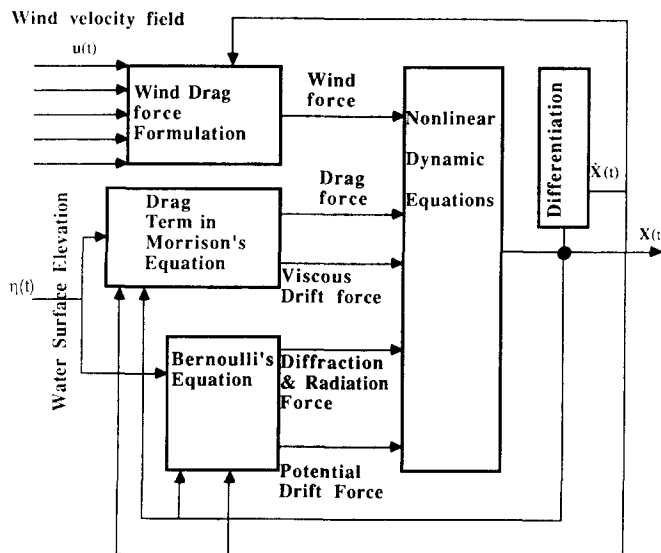 Wind velocity field
u(t)
Wind Drag
force
Formulation
Wind
force
Nonlinear
Dynamic
Equations
Differentiation
Ẋ(t)
X(t
Drag
Term in
Morrison's
Equation
Drag
force
Viscous
Drift force
η(t)
Water Surface Elevation
Bernoulli's
Equation
Diffraction
& Radiation
Force
Potential
Drift Force